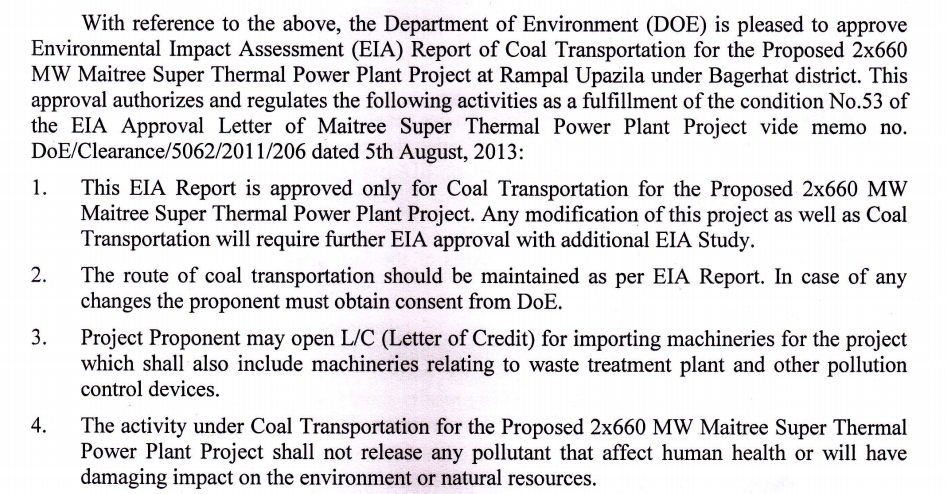 With reference to the above, the Department of Environment (DOE) is pleased to approve
Environmental Impact Assessment (EIA) Report of Coal Transportation for the Proposed 2x660
MW Maitree Super Thermal Power Plant Project at Rampal Upazila under Bagerhat district. This
approval authorizes and regulates the following activities as a fulfillment of the condition No.53 of
the EIA Approval Letter of Maitree Super Thermal Power Plant Project vide memo no.
DoE/Clearance/5062/2011/206 dated 5th August, 2013:
1. This EIA Report is approved only for Coal Transportation for the Proposed 2x660 MW
Maitree Super Thermal Power Plant Project. Any modification of this project as well as Coal
Transportation will require further EIA approval with additional EIA Study.
2. The route of coal transportation should be maintained as per EIA Report. In case of any
changes the proponent must obtain consent from DoE.
3. Project Proponent may open L/C (Letter of Credit) for importing machineries for the project
which shall also include machineries relating to waste treatment plant and other pollution
control devices.
4. The activity under Coal Transportation for the Proposed 2x660 MW Maitree Super Thermal
Power Plant Project shall not release any pollutant that affect human health or will have
damaging impact on the environment or natural resources.